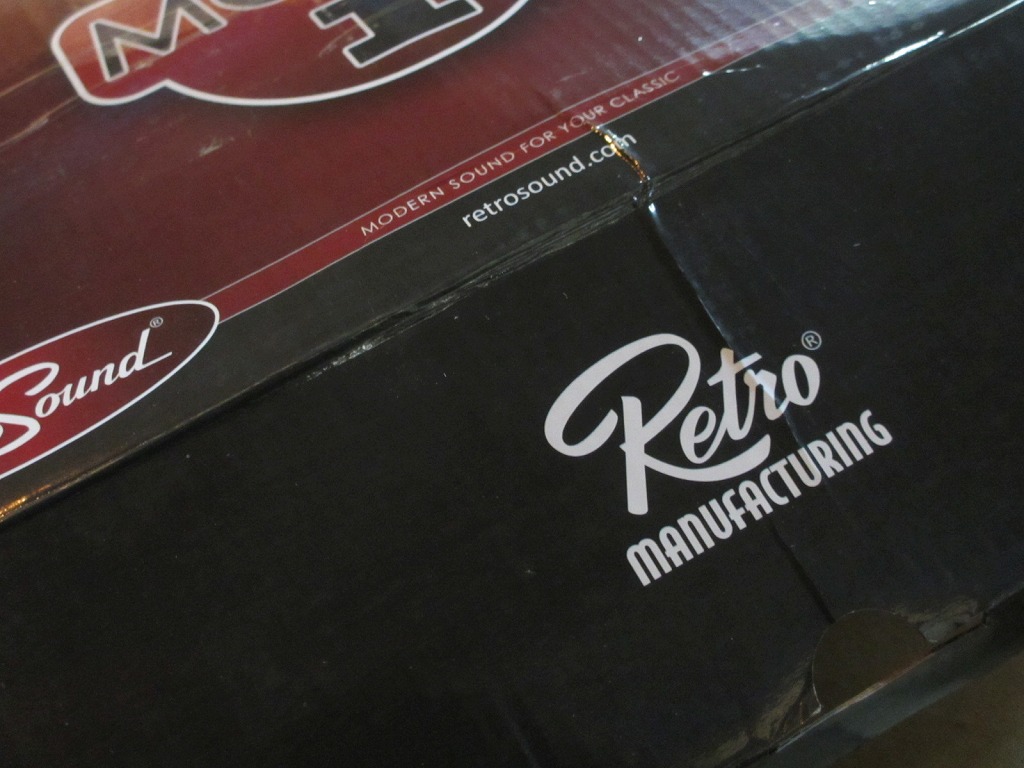 MODERN SOUND FOR YOUR CLASSIC
retrosound.com
Sound®
Retro®
MANUFACTURING